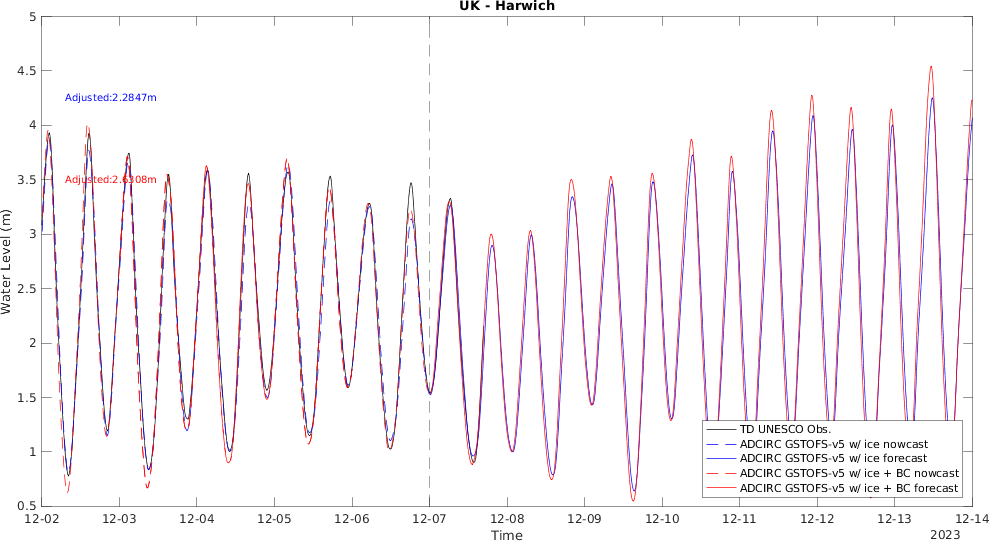 UK - Harwich
5
4.5
4
3.5
3
2.5
2
1.5
1
0.5
Water Level (m)
Adjusted:2.2847m
Adjusted:2.6308m
TD UNESCO Obs.
ADCIRC GSTOFS-v5 w/ ice nowcast
ADCIRC GSTOFS-v5 w/ ice forecast
ADCIRC GSTOFS-v5 w/ ice + BC nowcast
ADCIRC GSTOFS-v5 w/ ice + BC forecast
12-02 12-03 12-04 12-05 12-06 12-07 12-08 12-09 12-10 12-11 12-12 12-13 12-14
Time
2023